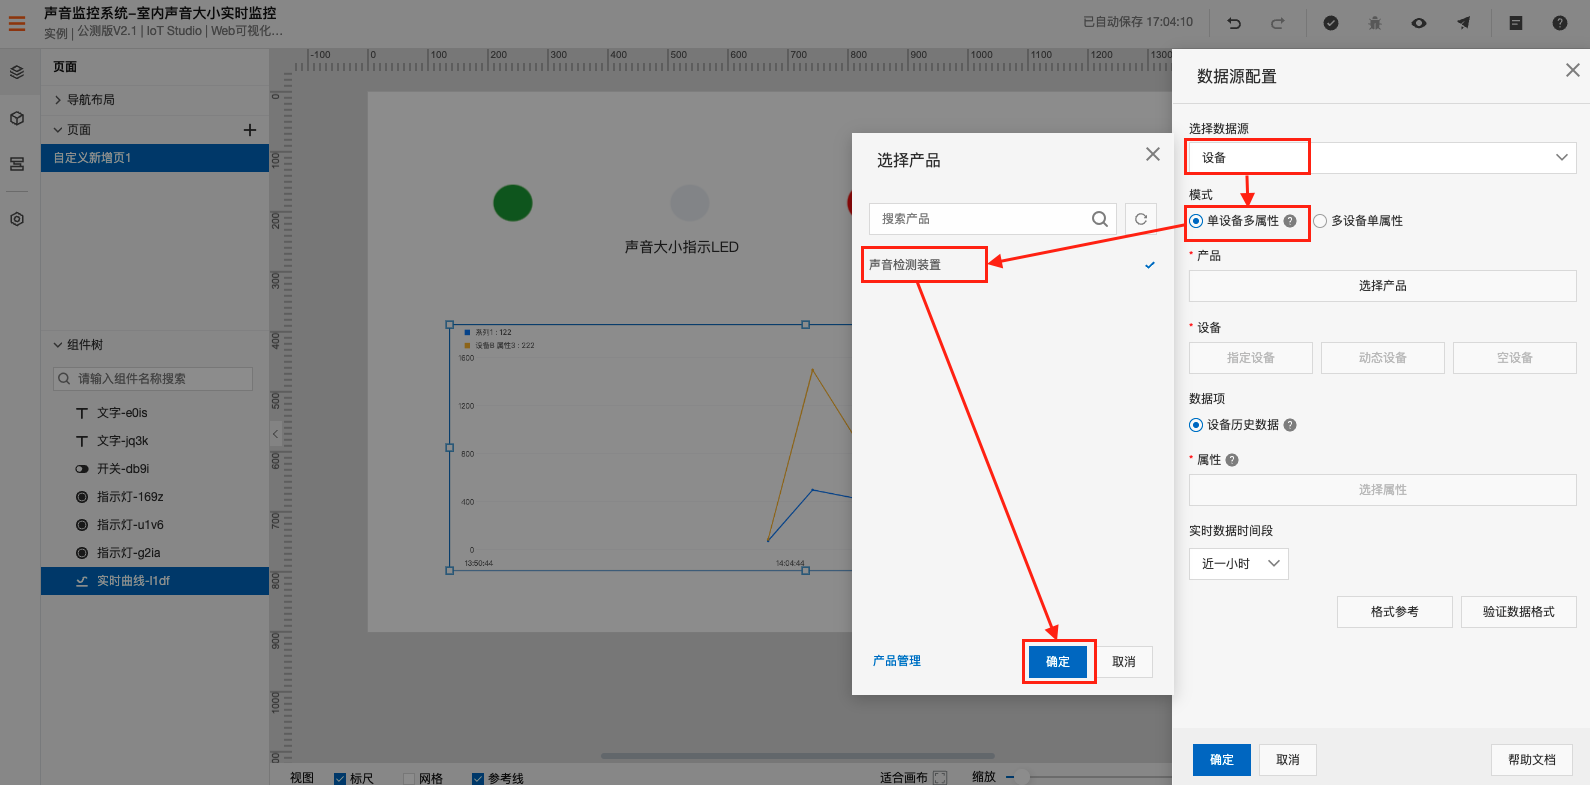 声音监控系统-室内声音大小实时监控
实例 | 公测版V2.1 | IoT Studio | Web可视化...
已自动保存 17:04:10
页面
导航布局
页面
自定义新增页1
组件树
请输入组件名称搜索
文字-e0is
文字-jq3k
开关-db9i
指示灯-169z
指示灯-u1v6
指示灯-g2ia
实时曲线-l1df
-100 0 100 200 300 400 500 600 700 800 900 1000 1100 1200 1300
0
100
200
300
400
500
600
700
800
900
1000
声音大小指示LED
系列1 : 122
设备B 属性3 : 222
1600
1200
800
400
0
13:50:44
14:04:44
视图
标尺
网格
参考线
适合画布
缩放
选择产品
搜索产品
声音检测装置
产品管理
确定
取消
数据源配置
选择数据源
设备
模式
单设备多属性
多设备单属性
* 产品
选择产品
* 设备
指定设备
动态设备
空设备
数据项
设备历史数据
* 属性
选择属性
实时数据时间段
近一小时
格式参考
验证数据格式
确定
取消
帮助文档